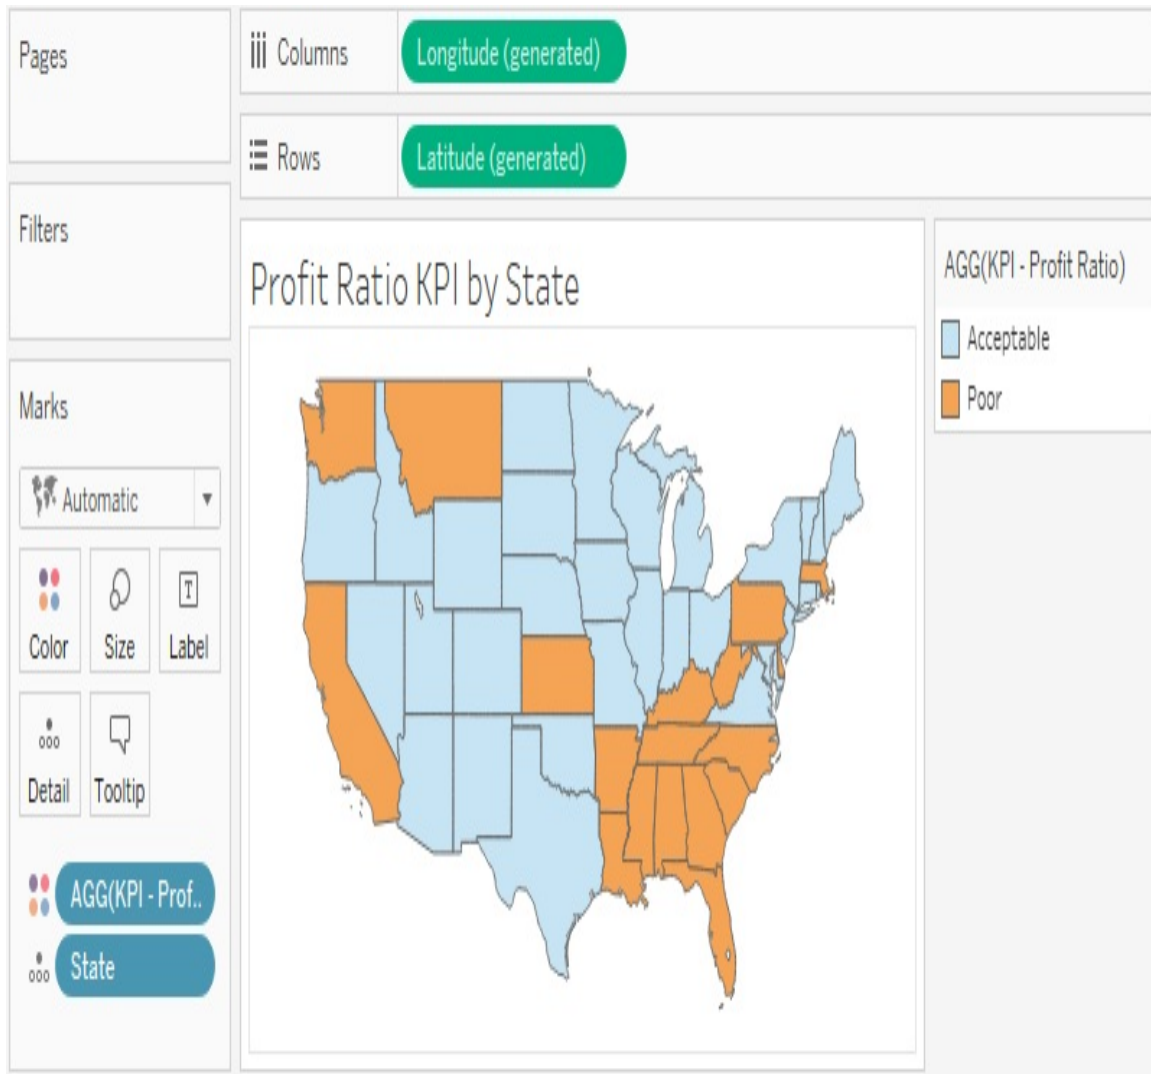 Pages
Columns
Longitude (generated)
Rows
Latitude (generated)
Filters
Marks
Automatic
Color
Size
T
Label
Detail
Tooltip
AGG(KPI - Prof..
State
Profit Ratio KPI by State
AGG(KPI - Profit Ratio)
Acceptable
Poor